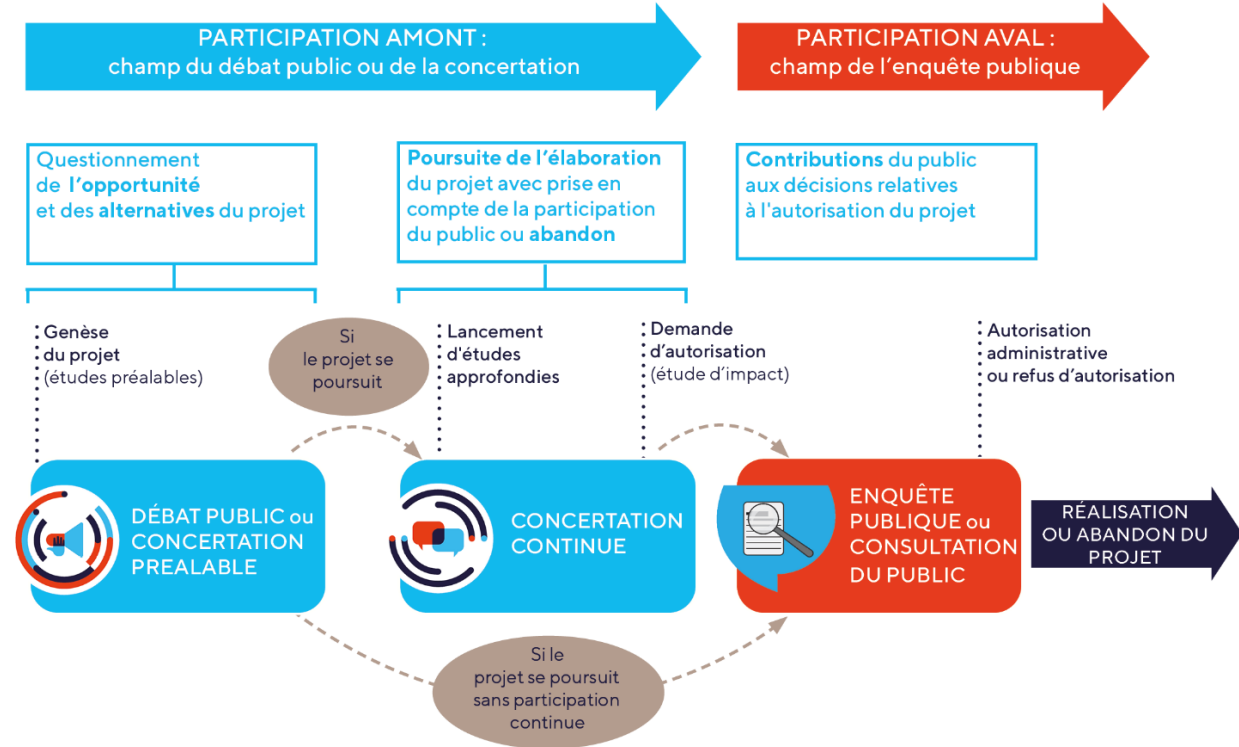 PARTICIPATION AMONT :
champ du débat public ou de la concertation
PARTICIPATION AVAL :
champ de l'enquête publique
Questionnement
de l'opportunité
et des alternatives du projet
Poursuite de l'élaboration
du projet avec prise en
compte de la participation
du public ou abandon
Contributions du public
aux décisions relatives
à l'autorisation du projet
Genèse
du projet
(études préalables)
Si
le projet se
poursuit
Lancement
d'études
approfondies
Demande
d'autorisation
(étude d'impact)
Autorisation
administrative
ou refus d'autorisation
DÉBAT PUBLIC ou
CONCERTATION
PREALABLE
CONCERTATION
CONTINUE
ENQUÊTE
PUBLIQUE ou
CONSULTATION
DU PUBLIC
RÉALISATION
OU ABANDON DU
PROJET
Si le
projet se poursuit
sans participation
continue